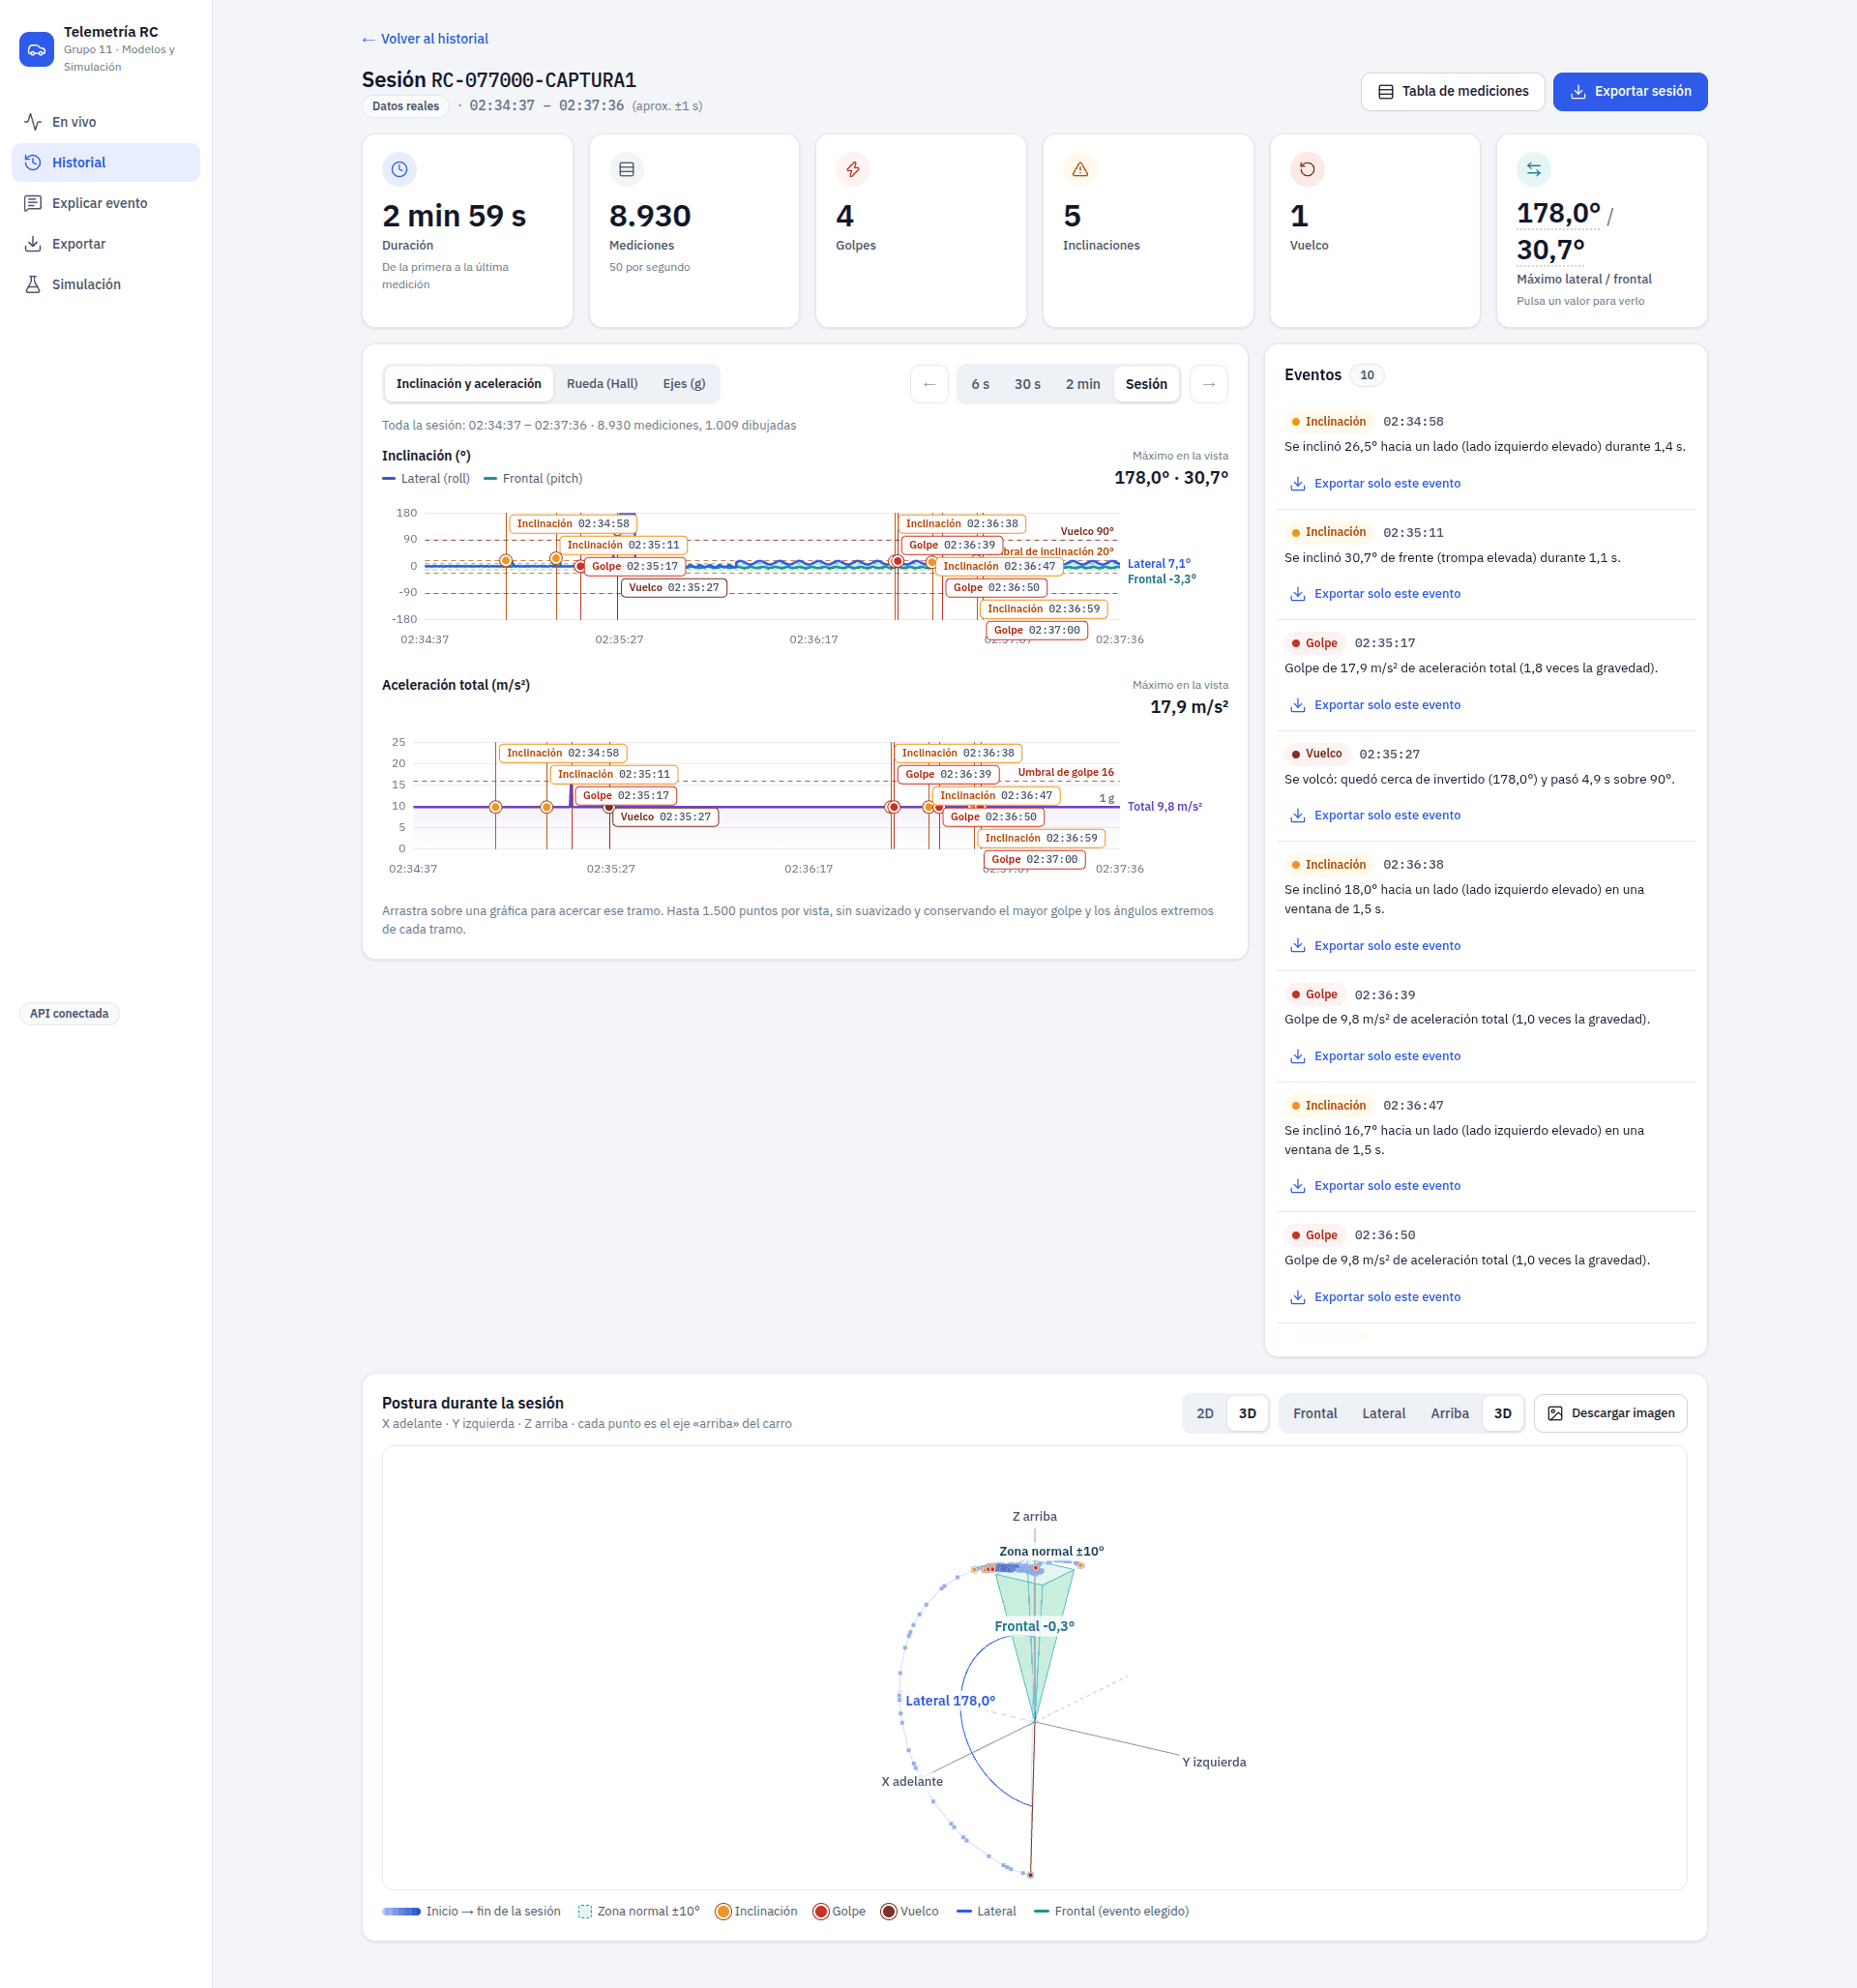 Telemetría RC
Grupo 11 · Modelos y
Simulación
En vivo
Historial
Explicar evento
Exportar
Simulación
API conectada
← Volver al historial
Sesión RC-077000-CAPTURA1
Datos reales · 02:34:37 – 02:37:36 (aprox. ±1 s)
Tabla de mediciones
Exportar sesión
2 min 59 s
Duración
De la primera a la última
medición
8.930
Mediciones
50 por segundo
4
Golpes
5
Inclinaciones
1
Vuelco
178,0° /
30,7°
Máximo lateral / frontal
Pulsa un valor para verlo
Inclinación y aceleración Rueda (Hall) Ejes (g)
← 6 s 30 s 2 min Sesión →
Toda la sesión: 02:34:37 – 02:37:36 · 8.930 mediciones, 1.009 dibujadas
Inclinación (°)
Lateral (roll) Frontal (pitch)
Máximo en la vista
178,0° · 30,7°
180
90
0
-90
-180
Inclinación 02:34:58
Inclinación 02:35:11
Golpe 02:35:17
Vuelco 02:35:27
Inclinación 02:36:38
Golpe 02:36:39
Inclinación 02:36:47
Golpe 02:36:50
Inclinación 02:36:59
Golpe 02:37:00
Vuelco 90°
bral de inclinación 20°
Lateral 7,1°
Frontal -3,3°
02:34:37 02:35:27 02:36:17 02:37:36
Aceleración total (m/s²)
Máximo en la vista
17,9 m/s²
25
20
15
10
5
0
Inclinación 02:34:58
Inclinación 02:35:11
Golpe 02:35:17
Vuelco 02:35:27
Inclinación 02:36:38
Golpe 02:36:39
Inclinación 02:36:47
Golpe 02:36:50
Inclinación 02:36:59
Golpe 02:37:00
Umbral de golpe 16
1 g
Total 9,8 m/s²
02:34:37 02:35:27 02:36:17 02:37:36
Arrastra sobre una gráfica para acercar ese tramo. Hasta 1.500 puntos por vista, sin suavizado y conservando el mayor golpe y los ángulos extremos
de cada tramo.
Eventos 10
Inclinación 02:34:58
Se inclinó 26,5° hacia un lado (lado izquierdo elevado) durante 1,4 s.
Exportar solo este evento
Inclinación 02:35:11
Se inclinó 30,7° de frente (trompa elevada) durante 1,1 s.
Exportar solo este evento
Golpe 02:35:17
Golpe de 17,9 m/s² de aceleración total (1,8 veces la gravedad).
Exportar solo este evento
Vuelco 02:35:27
Se volcó: quedó cerca de invertido (178,0°) y pasó 4,9 s sobre 90°.
Exportar solo este evento
Inclinación 02:36:38
Se inclinó 18,0° hacia un lado (lado izquierdo elevado) en una
ventana de 1,5 s.
Exportar solo este evento
Golpe 02:36:39
Golpe de 9,8 m/s² de aceleración total (1,0 veces la gravedad).
Exportar solo este evento
Inclinación 02:36:47
Se inclinó 16,7° hacia un lado (lado izquierdo elevado) en una
ventana de 1,5 s.
Exportar solo este evento
Golpe 02:36:50
Golpe de 9,8 m/s² de aceleración total (1,0 veces la gravedad).
Exportar solo este evento
Postura durante la sesión
X adelante · Y izquierda · Z arriba · cada punto es el eje «arriba» del carro
2D 3D
Frontal Lateral Arriba 3D
Descargar imagen
Z arriba
Zona normal ±10°
Frontal -0,3°
Lateral 178,0°
Y izquierda
X adelante
Inicio → fin de la sesión Zona normal ±10° Inclinación Golpe Vuelco Lateral Frontal (evento elegido)